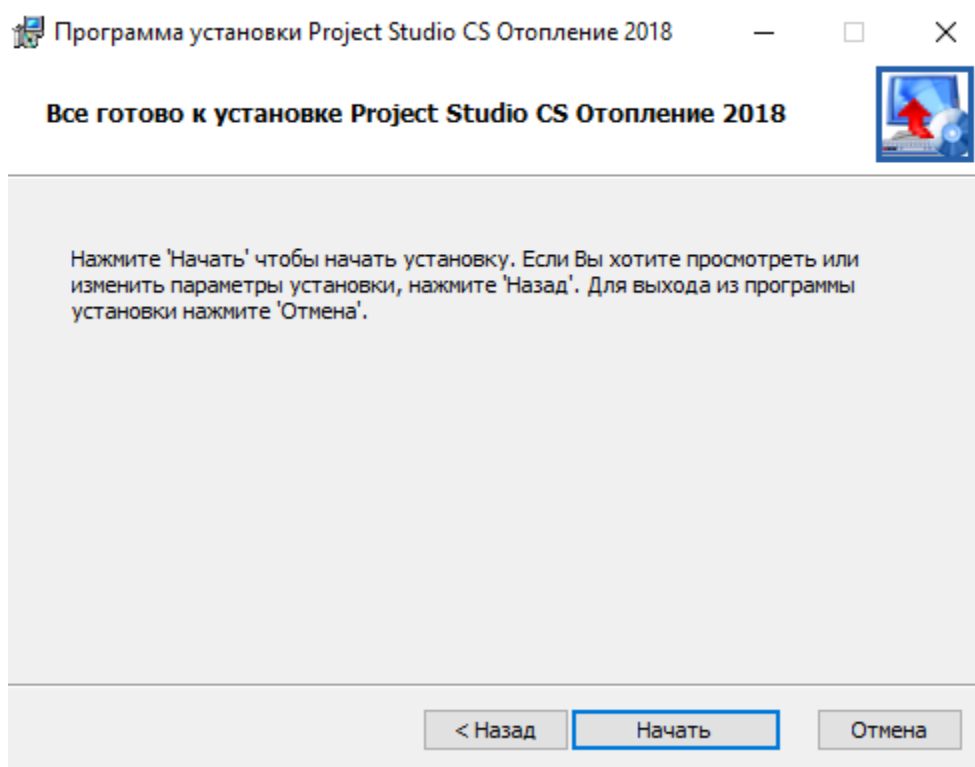 Программа установки Project Studio CS Отопление 2018
Все готово к установке Project Studio CS Отопление 2018
Нажмите 'Начать' чтобы начать установку. Если Вы хотите просмотреть или
изменить параметры установки, нажмите 'Назад'. Для выхода из программы
установки нажмите 'Отмена'.
< Назад
Начать
Отмена